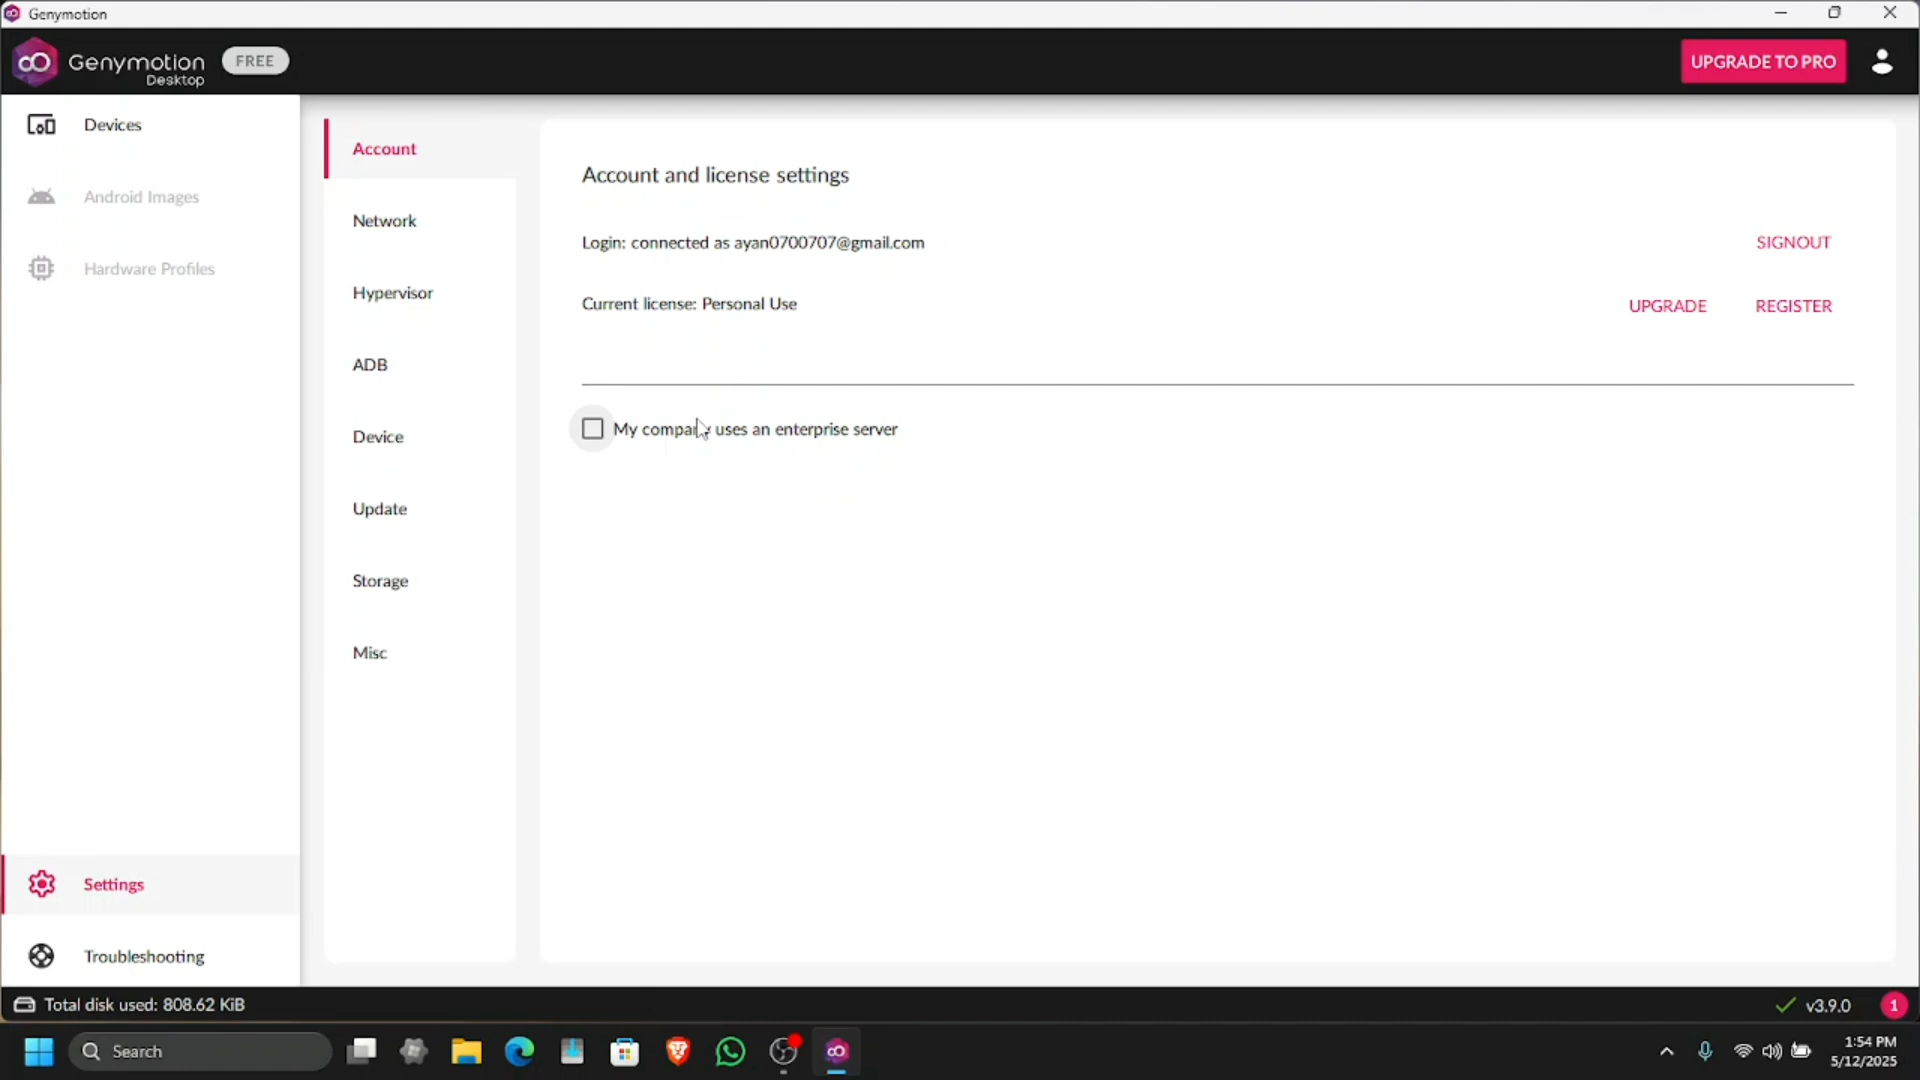 Genymotion
Genymotion
Desktop
FREE
UPGRADE TO PRO
Devices
Android Images
Hardware Profiles
Settings
Troubleshooting
Account
Network
Hypervisor
ADB
Device
Update
Storage
Misc
Account and license settings
Login: connected as ayan0700707@gmail.com
SIGNOUT
Current license: Personal Use
UPGRADE
REGISTER
My company uses an enterprise server
Total disk used: 808.62 KiB
v3.9.0
1
Search
1:54 PM
5/12/2025